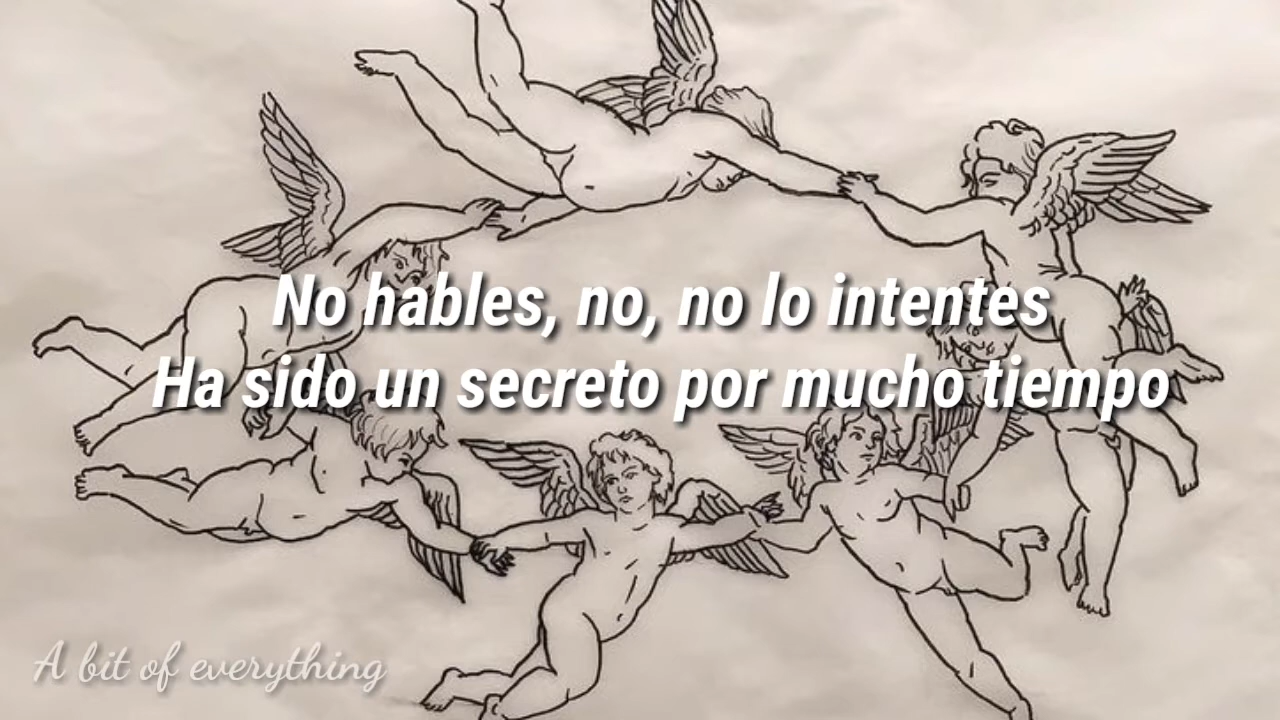 No hables, no, no lo intentes
Ha sido un secreto por mucho tiempo
A bit of everything